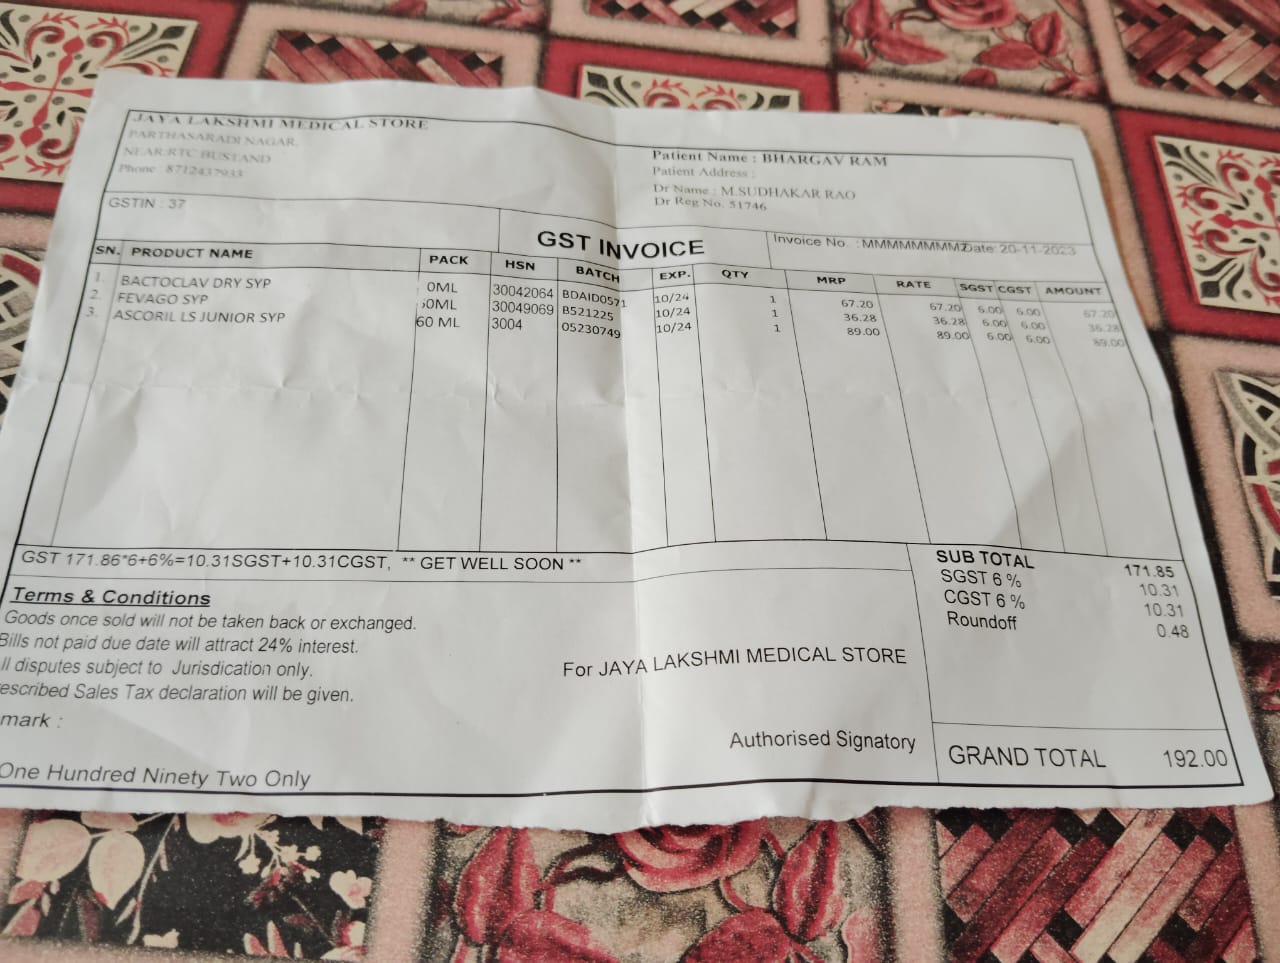 JAYA LAKSHMI MEDICAL STORE
PARTHASARADI NAGAR,
NEAR:RTC BUSTAND
Phone : 8712437933
Patient Name : BHARGAV RAM
Patient Address :
Dr Name : M.SUDHAKAR RAO
Dr Reg No. 51746
GSTIN : 37
GST INVOICE
Invoice No. : MMMMMMMMZ Date: 20-11-2023
SN. PRODUCT NAME PACK HSN BATCH EXP. QTY MRP RATE SGST CGST AMOUNT
1. BACTOCLAV DRY SYP 0ML 30042064 BDAID0571 10/24 1 67.20 67.20 6.00 6.00 67.20
2. FEVAGO SYP 0ML 30049069 B521225 10/24 1 36.28 36.28 6.00 6.00 36.28
3. ASCORIL LS JUNIOR SYP 60 ML 3004 05230749 10/24 1 89.00 89.00 6.00 6.00 89.00
GST 171.86*6+6%=10.31SGST+10.31CGST, ** GET WELL SOON **
SUB TOTAL 171.85
SGST 6 % 10.31
CGST 6 % 10.31
Roundoff 0.48
Terms & Conditions
Goods once sold will not be taken back or exchanged.
Bills not paid due date will attract 24% interest.
ll disputes subject to Jurisdication only.
escribed Sales Tax declaration will be given.
mark :
For JAYA LAKSHMI MEDICAL STORE
Authorised Signatory
GRAND TOTAL 192.00
One Hundred Ninety Two Only